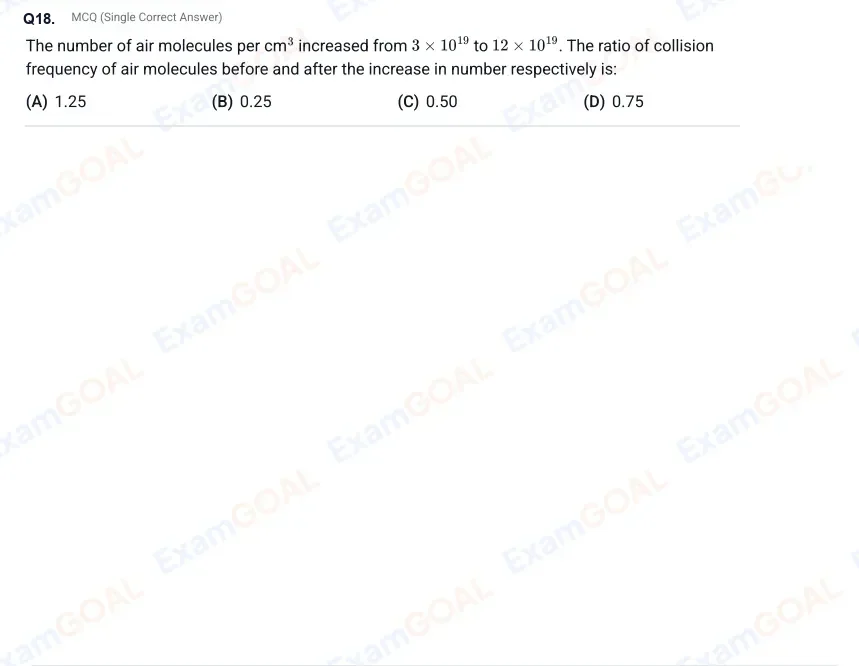 Q18. MCQ (Single Correct Answer)
The number of air molecules per cm³ increased from 3 × 10¹⁹ to 12 × 10¹⁹. The ratio of collision
frequency of air molecules before and after the increase in number respectively is:
(A) 1.25 (B) 0.25 (C) 0.50 (D) 0.75
ExamGOAL